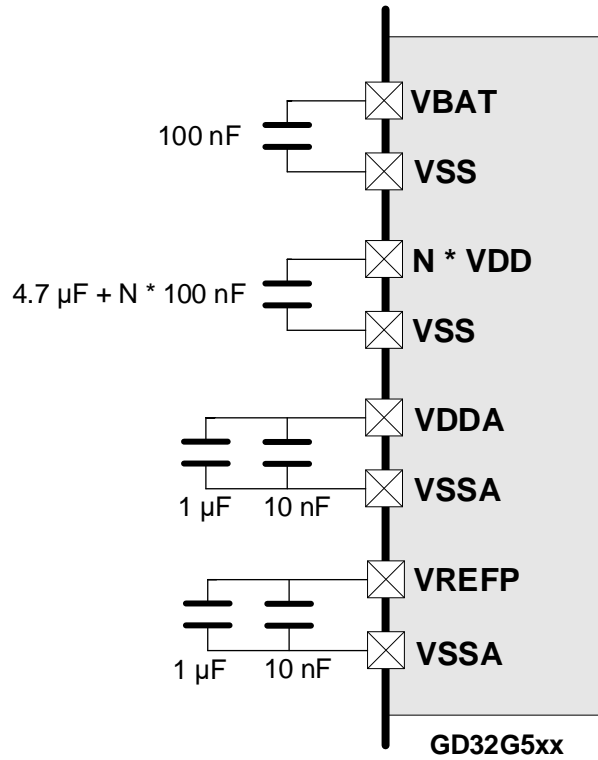 VBAT
100 nF
VSS
N * VDD
4.7 µF + N * 100 nF
VSS
VDDA
VSSA
1 µF 10 nF
VREFP
VSSA
1 µF 10 nF
GD32G5xx